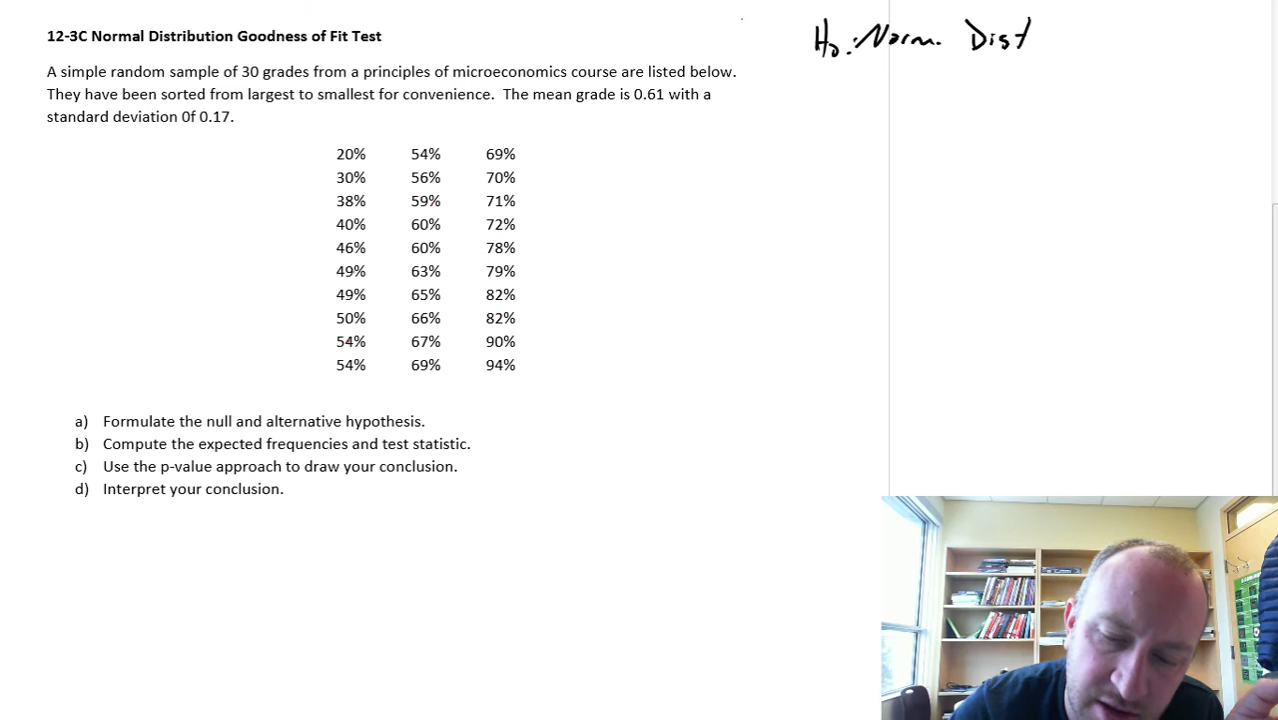 12-3C Normal Distribution Goodness of Fit Test
H₀: Norm. Dist
A simple random sample of 30 grades from a principles of microeconomics course are listed below.
They have been sorted from largest to smallest for convenience. The mean grade is 0.61 with a
standard deviation 0f 0.17.
20% 54% 69%
30% 56% 70%
38% 59% 71%
40% 60% 72%
46% 60% 78%
49% 63% 79%
49% 65% 82%
50% 66% 82%
54% 67% 90%
54% 69% 94%
a) Formulate the null and alternative hypothesis.
b) Compute the expected frequencies and test statistic.
c) Use the p-value approach to draw your conclusion.
d) Interpret your conclusion.